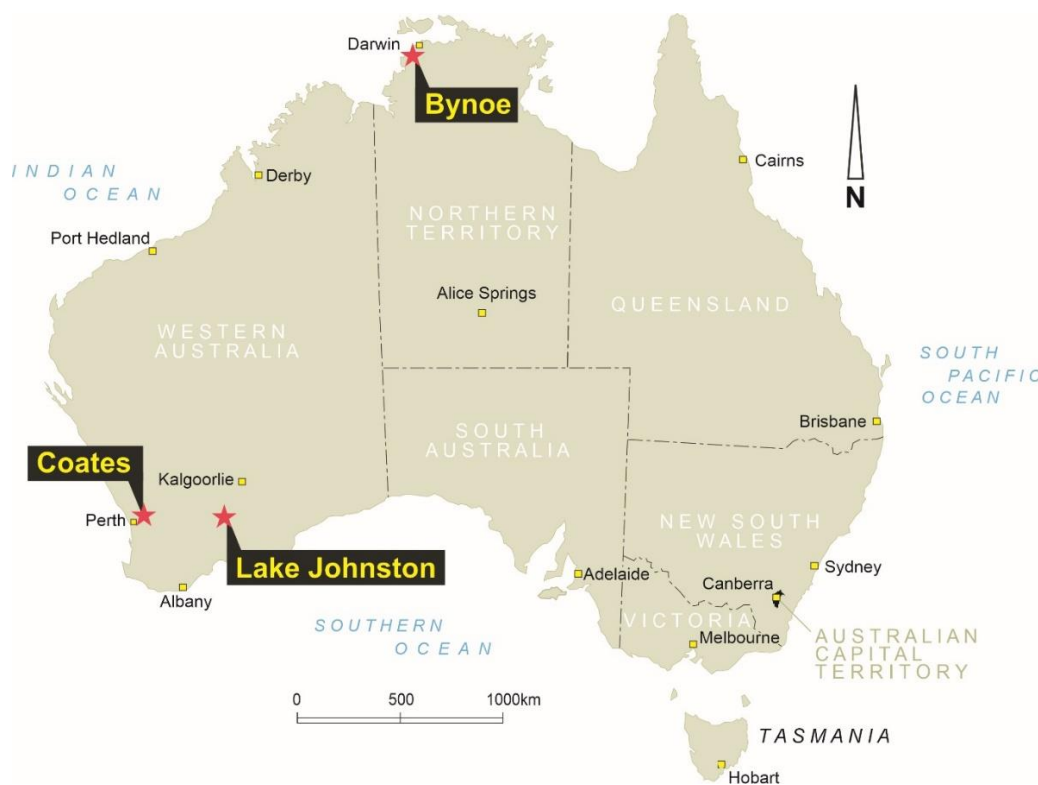 Darwin
Bynoe
INDIAN
OCEAN
Derby
Cairns
N
Port Hedland
NORTHERN
TERRITORY
Alice Springs
QUEENSLAND
WESTERN
AUSTRALIA
SOUTH
PACIFIC
OCEAN
Brisbane
SOUTH
AUSTRALIA
Coates
Kalgoorlie
Perth
Lake Johnston
NEW SOUTH
WALES
Sydney
Adelaide
Canberra
Albany
VICTORIA
Melbourne
SOUTHERN
OCEAN
AUSTRALIAN
CAPITAL
TERRITORY
0 500 1000km
TASMANIA
Hobart